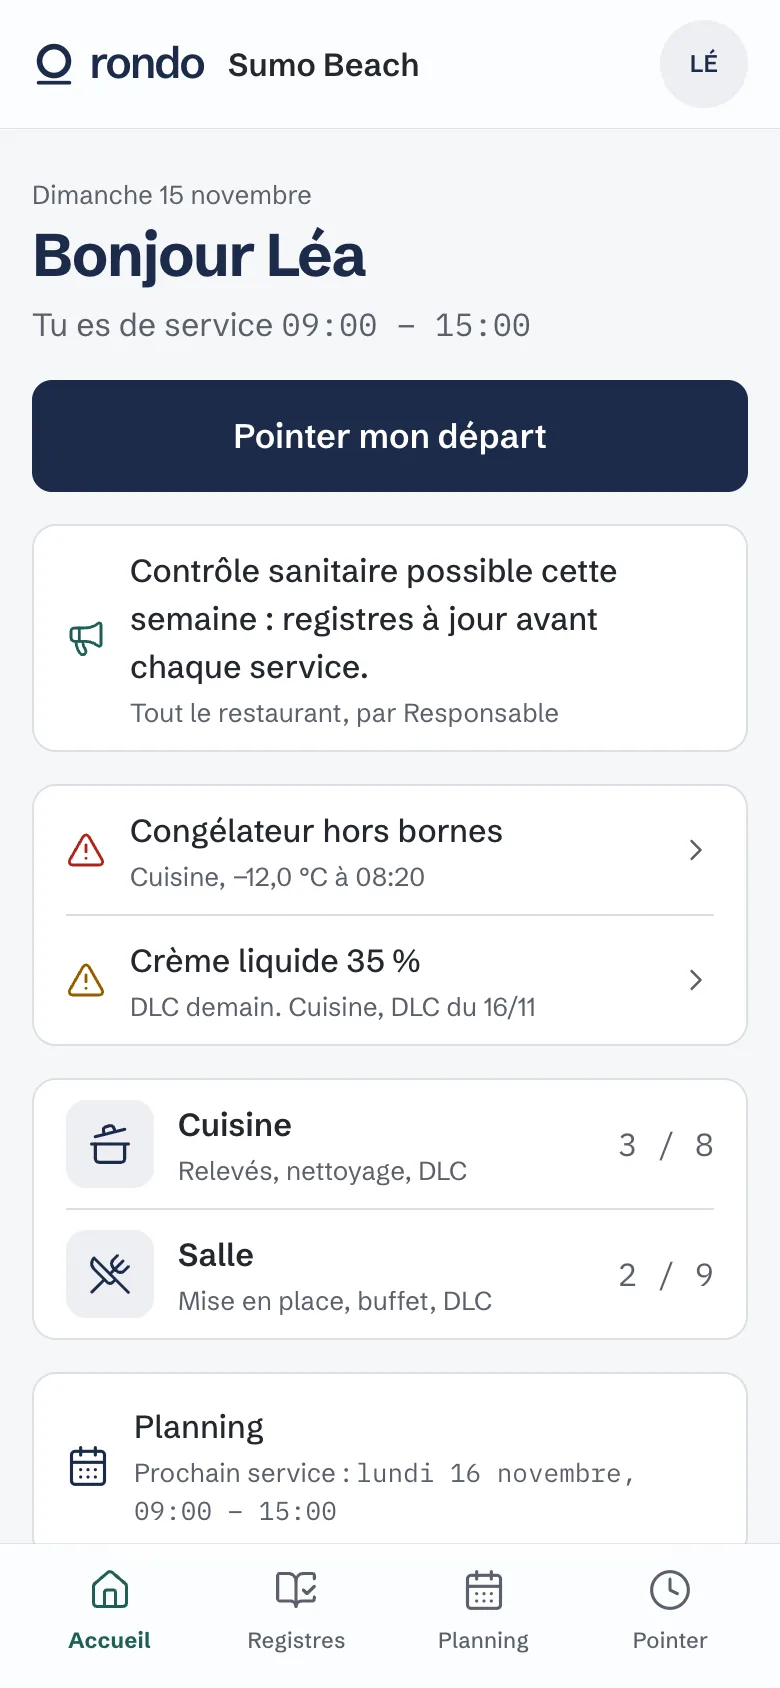 rondo Sumo Beach LÉ
Dimanche 15 novembre
Bonjour Léa
Tu es de service 09:00 – 15:00
Pointer mon départ
Contrôle sanitaire possible cette
semaine : registres à jour avant
chaque service.
Tout le restaurant, par Responsable
Congélateur hors bornes
Cuisine, −12,0 °C à 08:20
Crème liquide 35 %
DLC demain. Cuisine, DLC du 16/11
Cuisine
Relevés, nettoyage, DLC
3 / 8
Salle
Mise en place, buffet, DLC
2 / 9
Planning
Prochain service : lundi 16 novembre,
09:00 – 15:00
Accueil Registres Planning Pointer